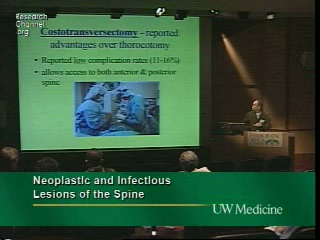 Research
Channel
.org
Costotransversectomy - reported
advantages over thorocotomy
• Reported low complication rates (11-16%)
• allows access to both anterior & posterior
spine
Neoplastic and Infectious
Lesions of the Spine
UW Medicine